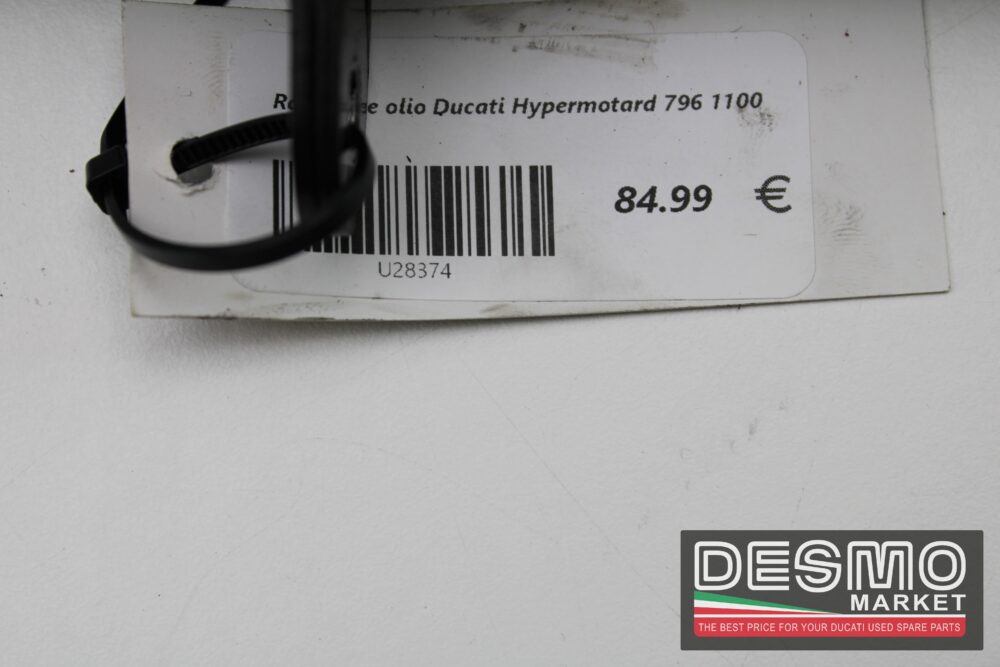 olio Ducati Hypermotard 796 1100
84.99 €
U28374
DESMO
MARKET
THE BEST PRICE FOR YOUR DUCATI USED SPARE PARTS